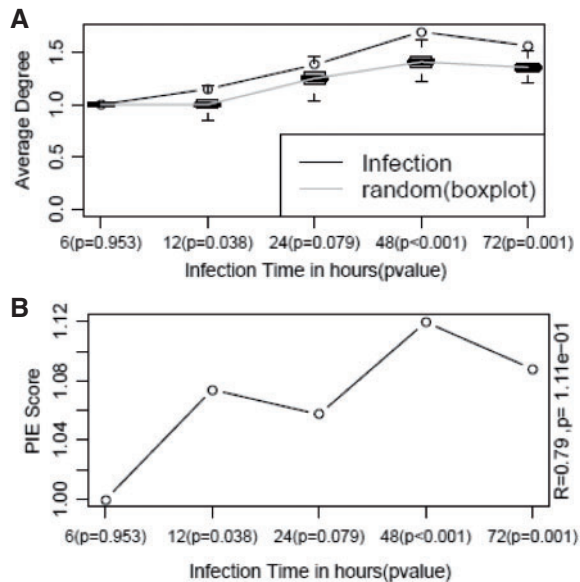 A
Average Degree
1.5
1.0
0.5
0.0
Infection
random(boxplot)
6(p=0.953) 12(p=0.038) 24(p=0.079) 48(p<0.001) 72(p=0.001)
Infection Time in hours(pvalue)
B
PIE Score
1.12
1.08
1.04
1.00
R=0.79 ,p= 1.11e-01
6(p=0.953) 12(p=0.038) 24(p=0.079) 48(p<0.001) 72(p=0.001)
Infection Time in hours(pvalue)